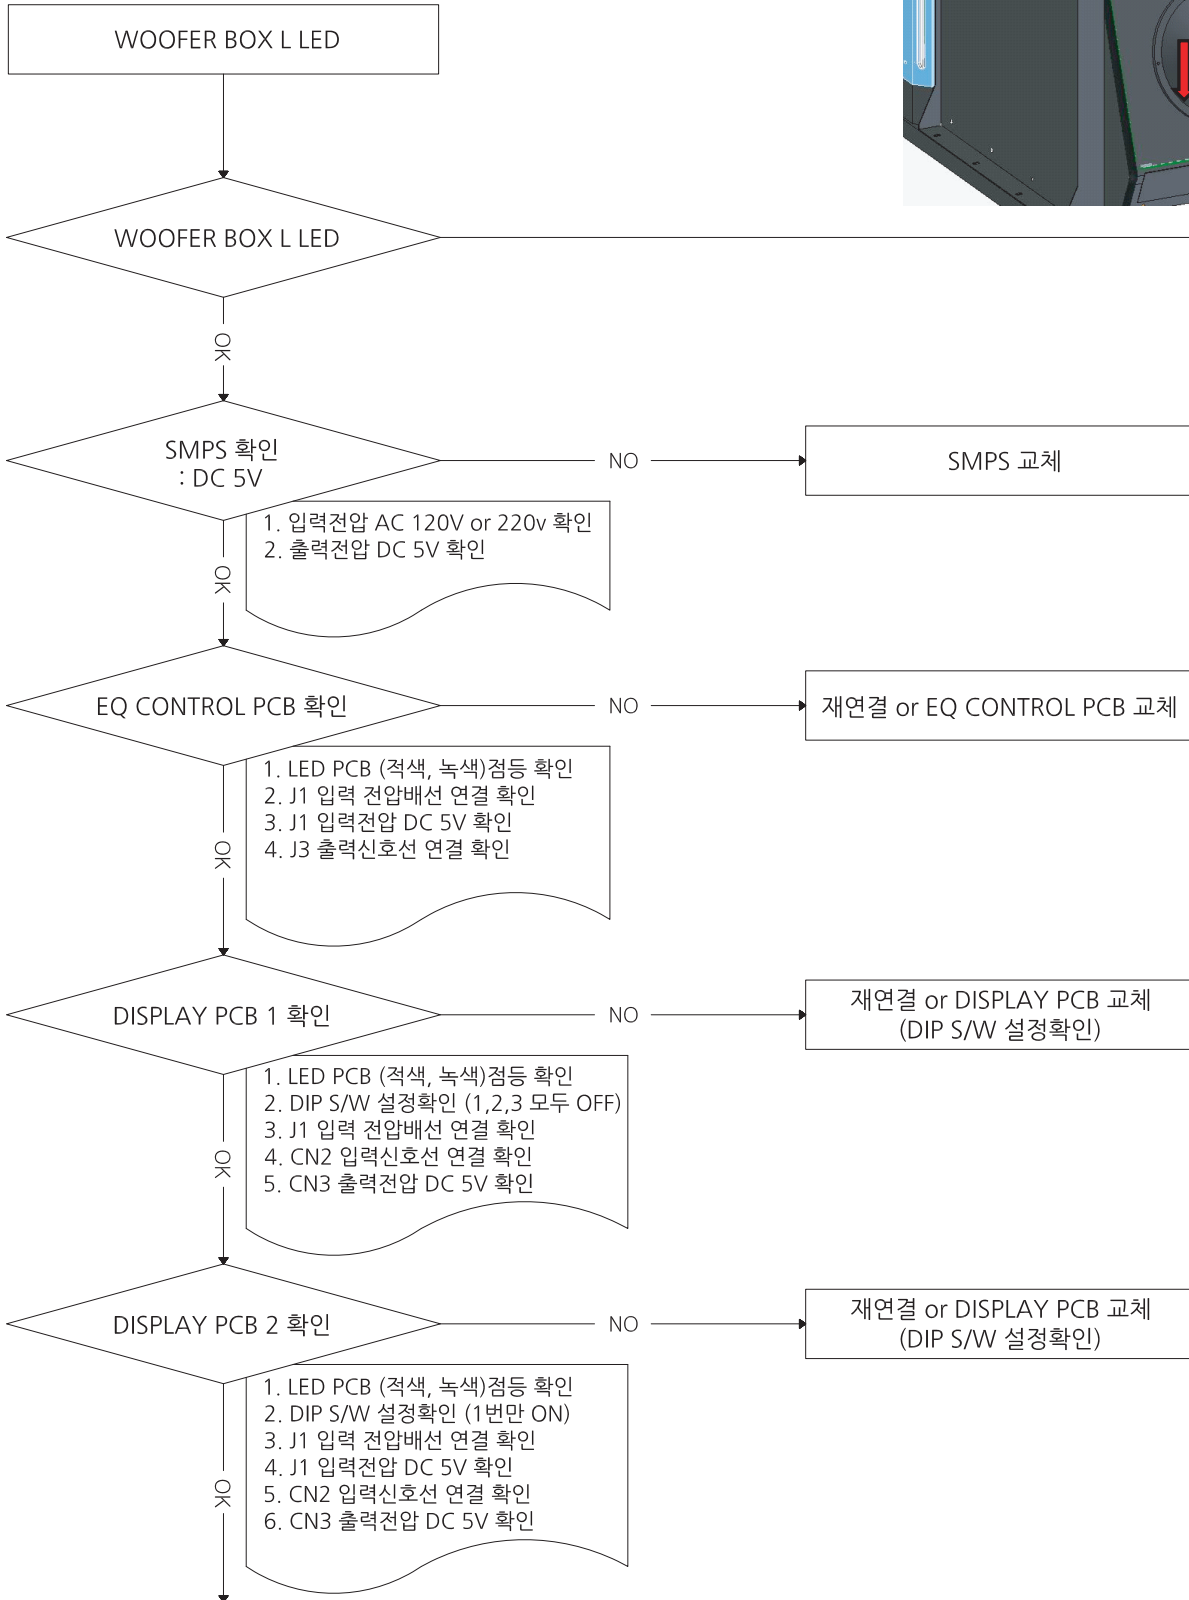 WOOFER BOX L LED
WOOFER BOX L LED
OK
SMPS 확인
: DC 5V
NO
SMPS 교체
1. 입력전압 AC 120V or 220v 확인
2. 출력전압 DC 5V 확인
OK
EQ CONTROL PCB 확인
NO
재연결 or EQ CONTROL PCB 교체
1. LED PCB (적색, 녹색)점등 확인
2. J1 입력 전압배선 연결 확인
3. J1 입력전압 DC 5V 확인
4. J3 출력신호선 연결 확인
OK
DISPLAY PCB 1 확인
NO
재연결 or DISPLAY PCB 교체
(DIP S/W 설정확인)
1. LED PCB (적색, 녹색)점등 확인
2. DIP S/W 설정확인 (1,2,3 모두 OFF)
3. J1 입력 전압배선 연결 확인
4. CN2 입력신호선 연결 확인
5. CN3 출력전압 DC 5V 확인
OK
DISPLAY PCB 2 확인
NO
재연결 or DISPLAY PCB 교체
(DIP S/W 설정확인)
1. LED PCB (적색, 녹색)점등 확인
2. DIP S/W 설정확인 (1번만 ON)
3. J1 입력 전압배선 연결 확인
4. J1 입력전압 DC 5V 확인
5. CN2 입력신호선 연결 확인
6. CN3 출력전압 DC 5V 확인
OK